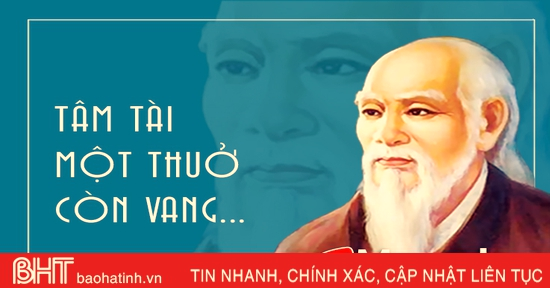 TÂM TÀI
MỘT THUỞ
CÒN VANG...
BHT baohatinh.vn
TIN NHANH, CHÍNH XÁC, CẬP NHẬT LIÊN TỤC